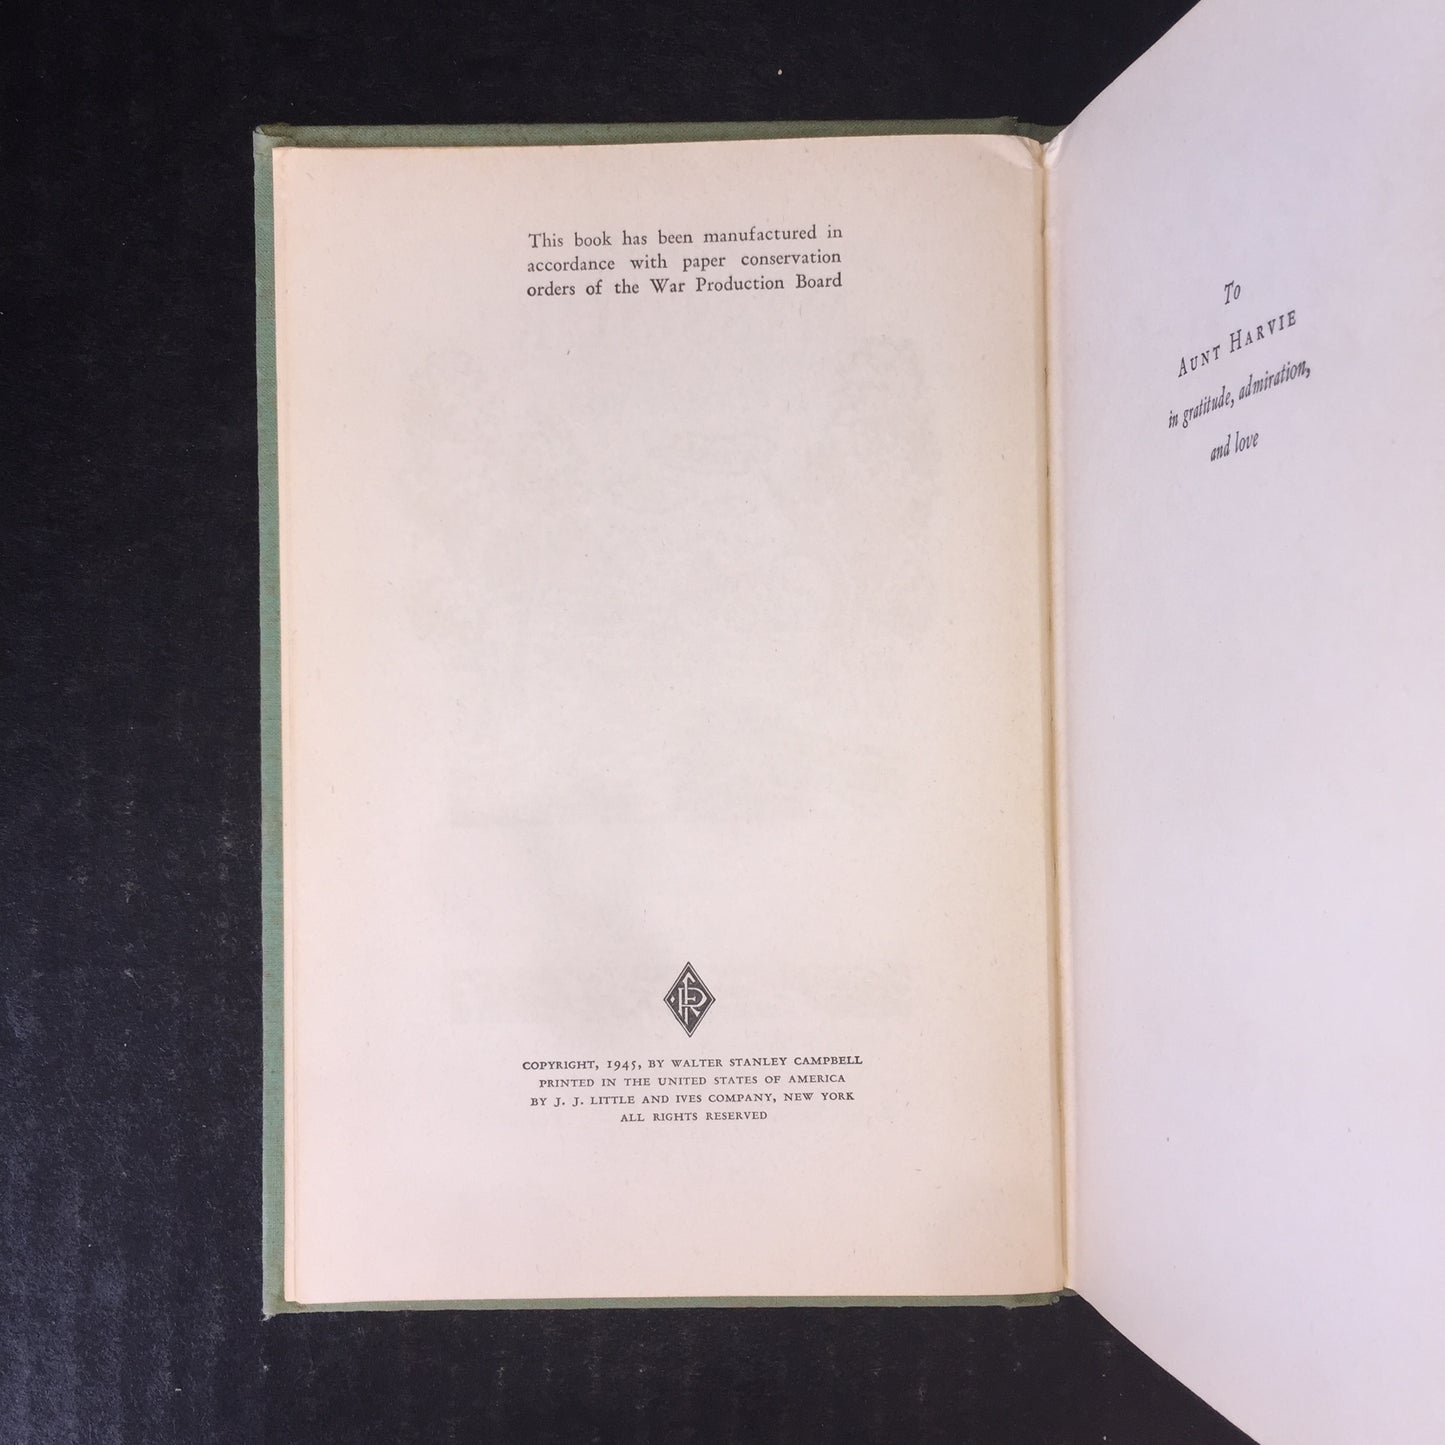 This book has been manufactured in
accordance with paper conservation
orders of the War Production Board
FR
COPYRIGHT, 1945, BY WALTER STANLEY CAMPBELL
PRINTED IN THE UNITED STATES OF AMERICA
BY J. J. LITTLE AND IVES COMPANY, NEW YORK
ALL RIGHTS RESERVED
To
AUNT HARVIE
in gratitude, admiration,
and love